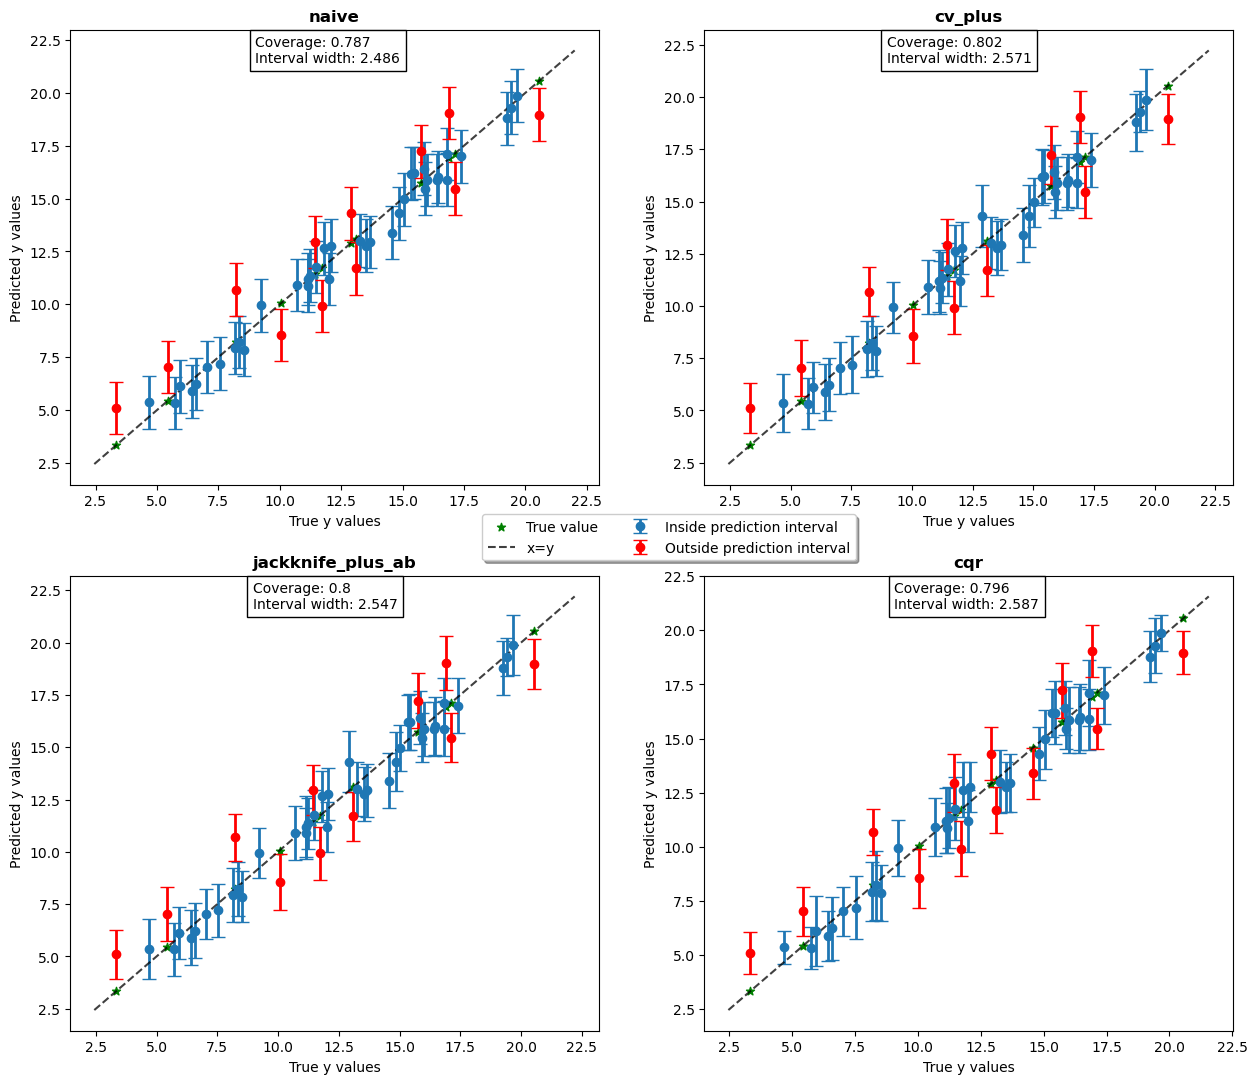 naive
Coverage: 0.787
Interval width: 2.486
22.5
20.0
17.5
15.0
12.5
10.0
7.5
5.0
2.5
Predicted y values
2.5 5.0 7.5 10.0 12.5 15.0 17.5 20.0 22.5
True y values
cv_plus
Coverage: 0.802
Interval width: 2.571
22.5
20.0
17.5
15.0
12.5
10.0
7.5
5.0
2.5
Predicted y values
2.5 5.0 7.5 10.0 12.5 15.0 17.5 20.0 22.5
True y values
True value
x=y
Inside prediction interval
Outside prediction interval
jackknife_plus_ab
Coverage: 0.8
Interval width: 2.547
22.5
20.0
17.5
15.0
12.5
10.0
7.5
5.0
2.5
Predicted y values
2.5 5.0 7.5 10.0 12.5 15.0 17.5 20.0 22.5
True y values
cqr
Coverage: 0.796
Interval width: 2.587
22.5
20.0
17.5
15.0
12.5
10.0
7.5
5.0
2.5
Predicted y values
2.5 5.0 7.5 10.0 12.5 15.0 17.5 20.0 22.5
True y values